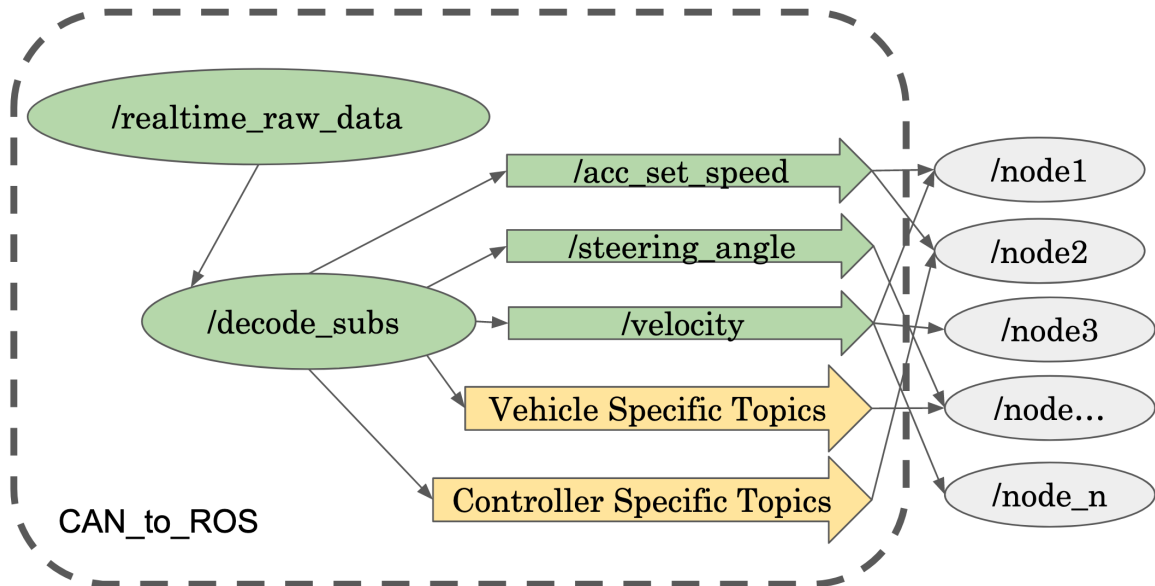 /realtime_raw_data
/acc_set_speed
/node1
/steering_angle
/node2
/decode_subs
/velocity
/node3
Vehicle Specific Topics
/node...
Controller Specific Topics
/node_n
CAN_to_ROS